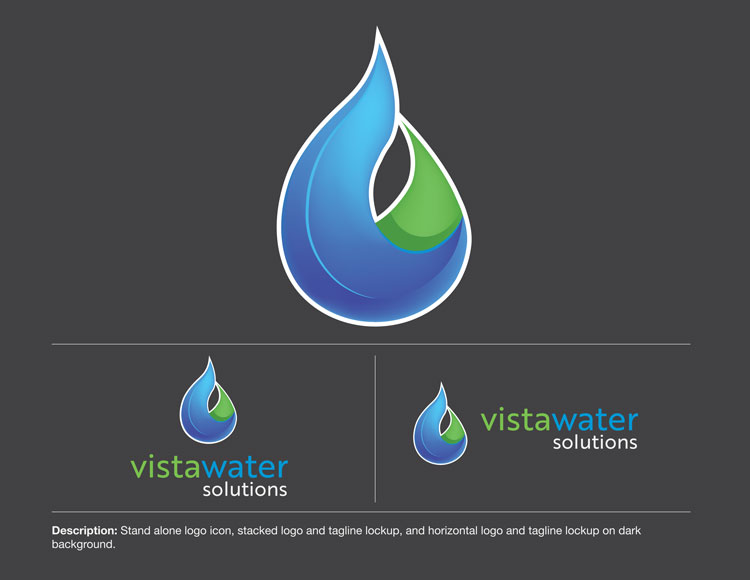 vistawater
solutions
vistawater
solutions
Description: Stand alone logo icon, stacked logo and tagline lockup, and horizontal logo and tagline lockup on dark
background.